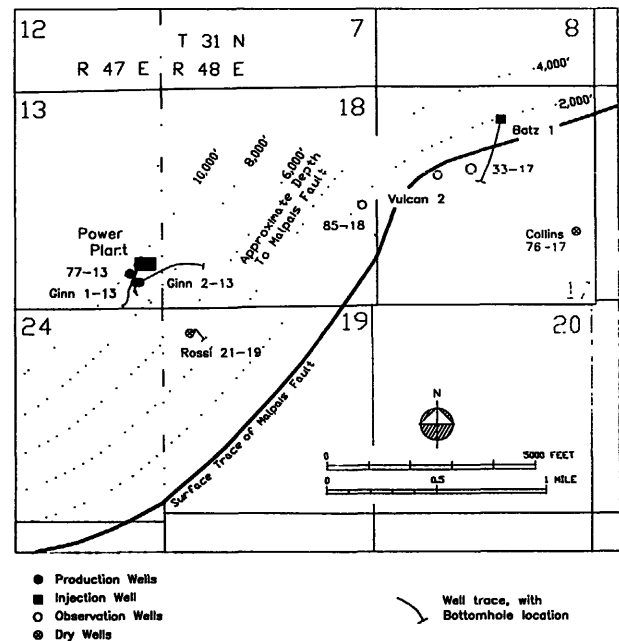 12
7
8
T 31 N
R 47 E
R 48 E
4,000'
2,000'
13
18
Batz 1
10,000'
8,000'
6,000'
Approximate Depth
To Malpais Fault
33-17
Vulcan 2
85-18
Collins
76-17
Power
Plant
77-13
Ginn 1-13
Ginn 2-13
17
24
19
20
Rossi 21-19
Surface Trace of Malpais Fault
N
0
5000 FEET
0
0.5
1
MILE
Production Wells
Injection Well
Observation Wells
Dry Wells
Well trace, with
Bottomhole location